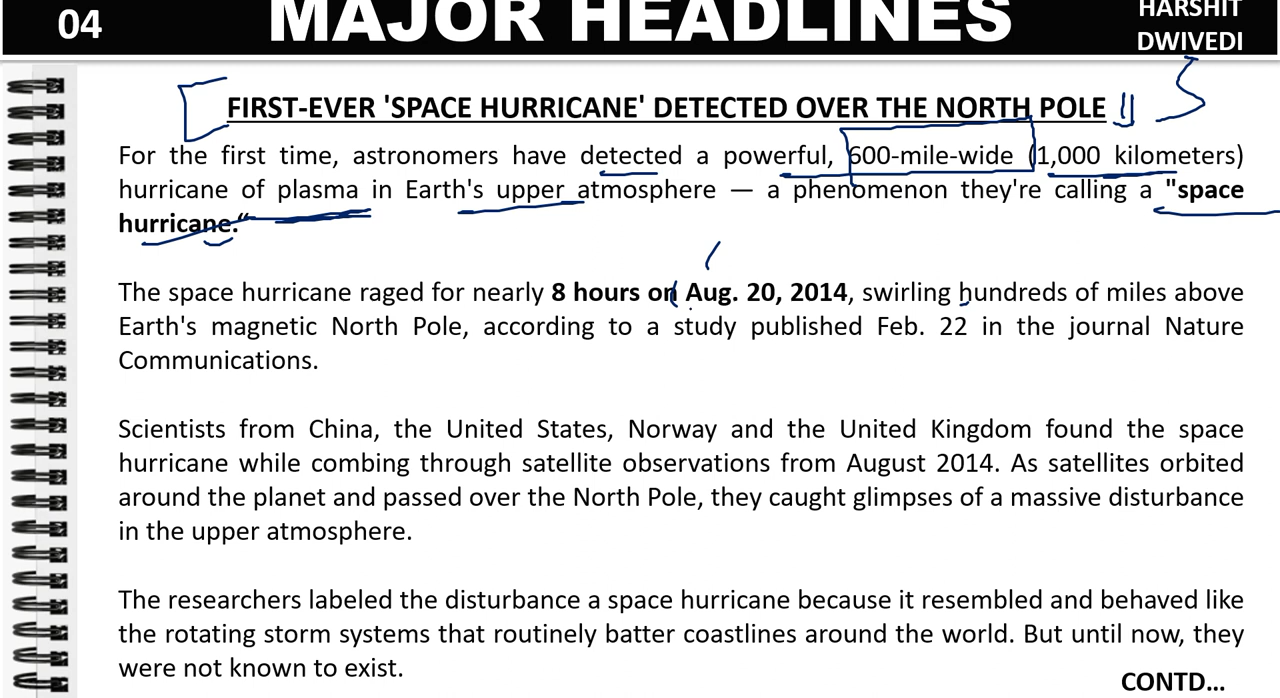 04
MAJOR HEADLINES
HARSHIT
DWIVEDI
FIRST-EVER 'SPACE HURRICANE' DETECTED OVER THE NORTH POLE
For the first time, astronomers have detected a powerful, 600-mile-wide (1,000 kilometers)
hurricane of plasma in Earth's upper atmosphere — a phenomenon they're calling a "space
hurricane.“
The space hurricane raged for nearly 8 hours on Aug. 20, 2014, swirling hundreds of miles above
Earth's magnetic North Pole, according to a study published Feb. 22 in the journal Nature
Communications.
Scientists from China, the United States, Norway and the United Kingdom found the space
hurricane while combing through satellite observations from August 2014. As satellites orbited
around the planet and passed over the North Pole, they caught glimpses of a massive disturbance
in the upper atmosphere.
The researchers labeled the disturbance a space hurricane because it resembled and behaved like
the rotating storm systems that routinely batter coastlines around the world. But until now, they
were not known to exist.
CONTD...